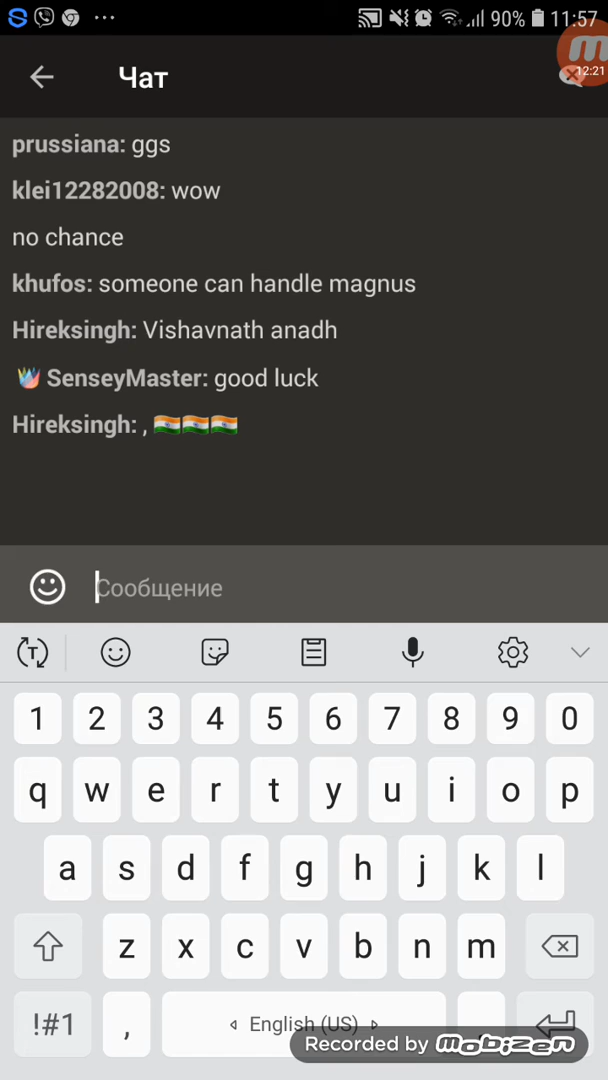 90% 11:57
12:21
Чат
prussiana: ggs
klei12282008: wow
no chance
khufos: someone can handle magnus
Hireksingh: Vishavnath anadh
SenseyMaster: good luck
Hireksingh: , 🇮🇳🇮🇳🇮🇳
Сообщение
T
1 2 3 4 5 6 7 8 9 0
q w e r t y u i o p
a s d f g h j k l
z x c v b n m
!#1 , English (US)
Recorded by mobizen